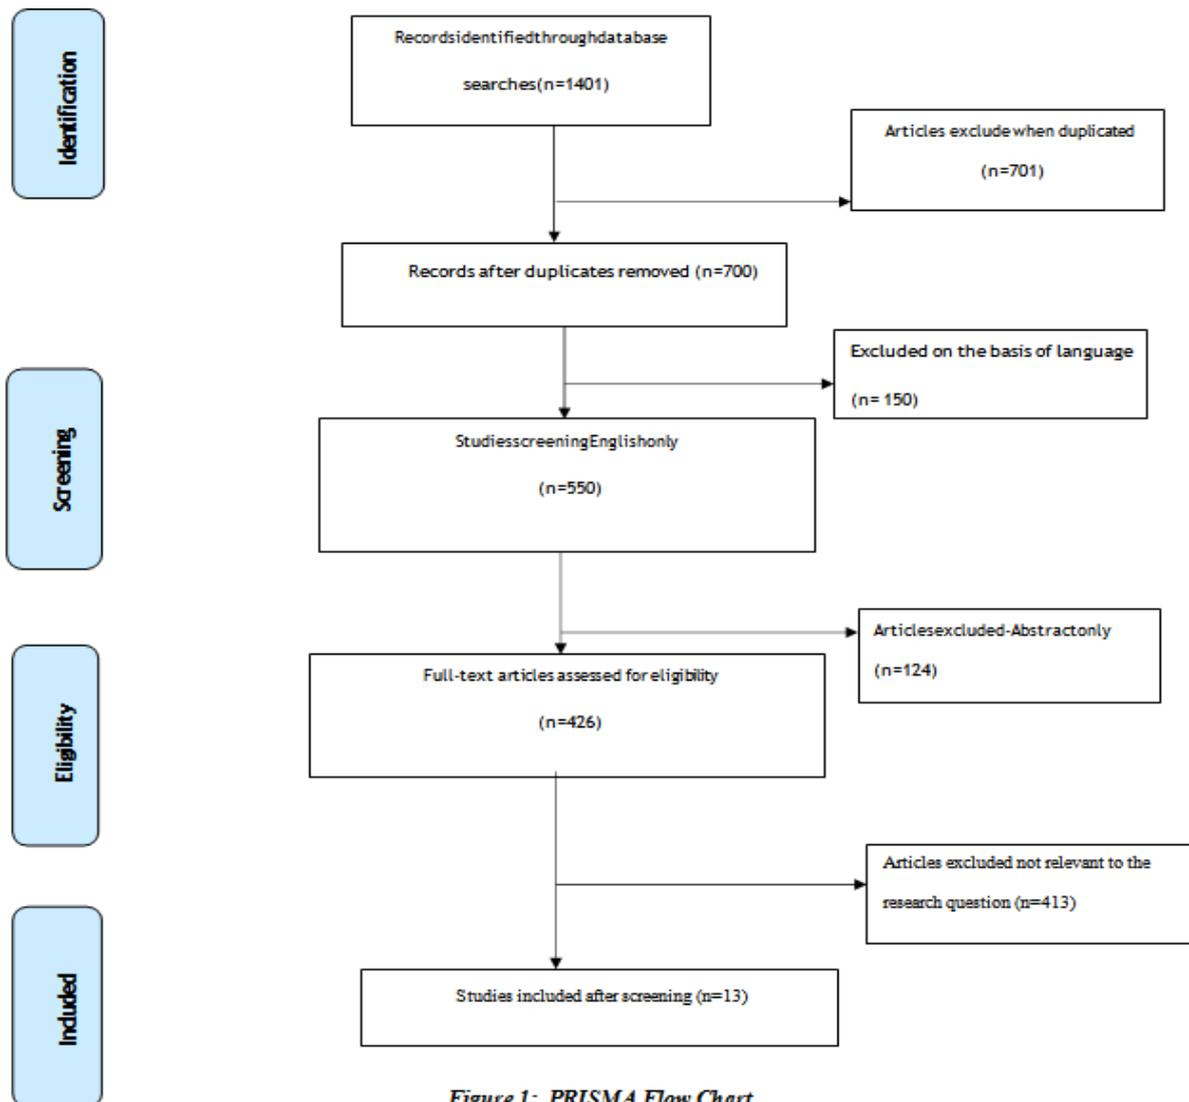 Identification
Recordsidentifiedthroughdatabase
searches(n=1401)
Articles exclude when duplicated
(n=701)
Records after duplicates removed (n=700)
Excluded on the basis of language
(n= 150)
Screening
StudiesscreeningEnglishonly
(n=550)
Articlesexcluded-Abstractonly
(n=124)
Eligibility
Full-text articles assessed for eligibility
(n=426)
Articles excluded not relevant to the
research question (n=413)
Included
Studies included after screening (n=13)
Figure 1: PRISMA Flow Chart